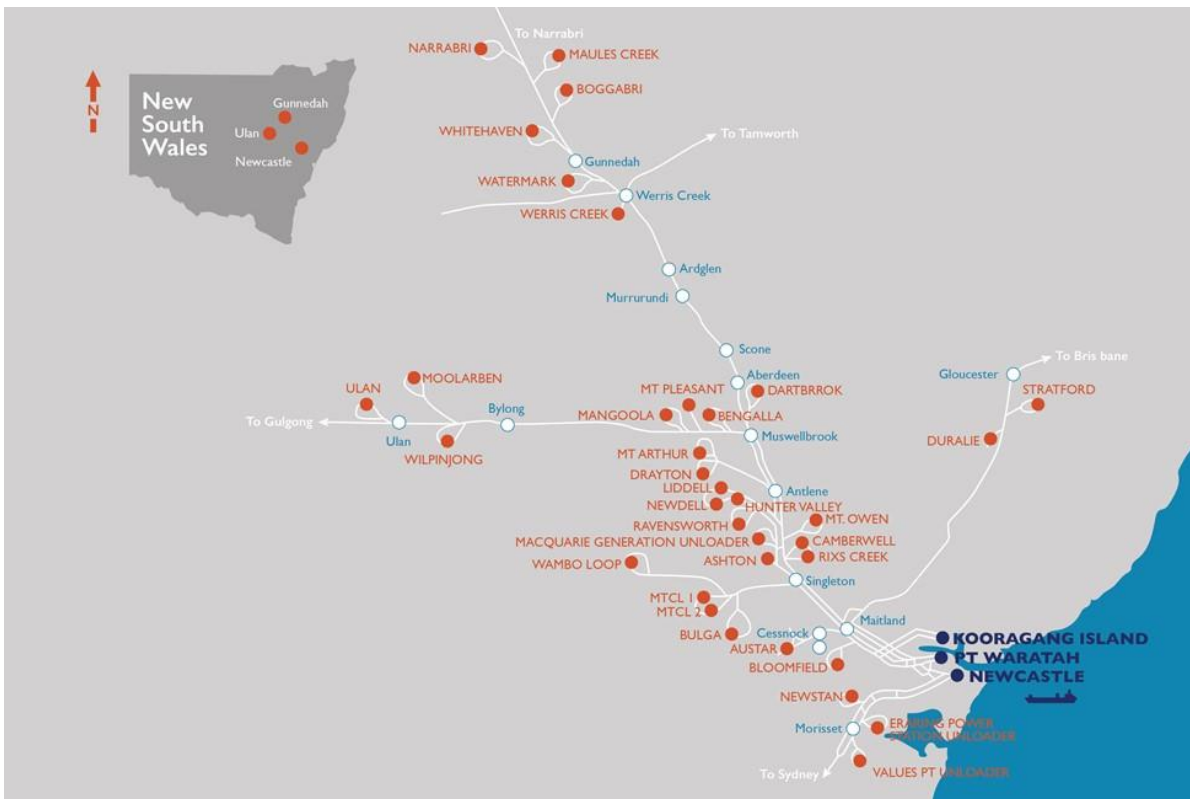 To Narrabri
NARRABRI
MAULES CREEK
BOGGABRI
N
New
South
Wales
Gunnedah
Ulan
Newcastle
WHITEHAVEN
To Tamworth
Gunnedah
WATERMARK
Werris Creek
WERRIS CREEK
Ardglen
Murrurundi
Scone
Aberdeen
To Bris bane
Gloucester
STRATFORD
ULAN
MOOLARBEN
MT PLEASANT
DARTBRROK
MANGOOLA
BENGALLA
Bylong
To Gulgong
Ulan
Muswellbrook
DURALIE
WILPINJONG
MT ARTHUR
DRAYTON
LIDDELL
Antlene
NEWDELL
HUNTER VALLEY
RAVENSWORTH
MT. OWEN
MACQUARIE GENERATION UNLOADER
CAMBERWELL
WAMBO LOOP
ASHTON
RIXS CREEK
Singleton
MTCL 1
MTCL 2
BULGA
Cessnock
Maitland
AUSTAR
KOORAGANG ISLAND
BLOOMFIELD
PT WARATAH
NEWCASTLE
NEWSTAN
Morisset
ERARING POWER
STATION UNLOADER
To Sydney
VALUES PT UNLOADER